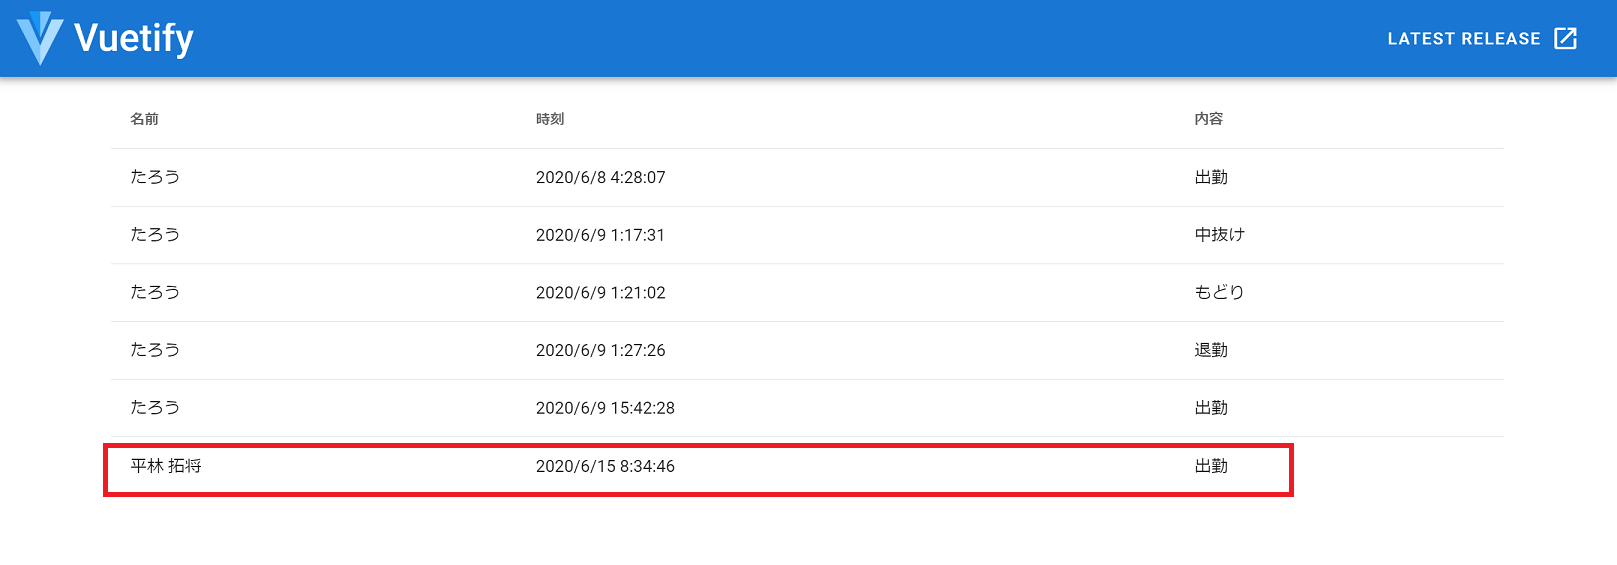 Vuetify
LATEST RELEASE
名前 時刻 内容
たろう 2020/6/8 4:28:07 出勤
たろう 2020/6/9 1:17:31 中抜け
たろう 2020/6/9 1:21:02 もどり
たろう 2020/6/9 1:27:26 退勤
たろう 2020/6/9 15:42:28 出勤
平林 拓将 2020/6/15 8:34:46 出勤